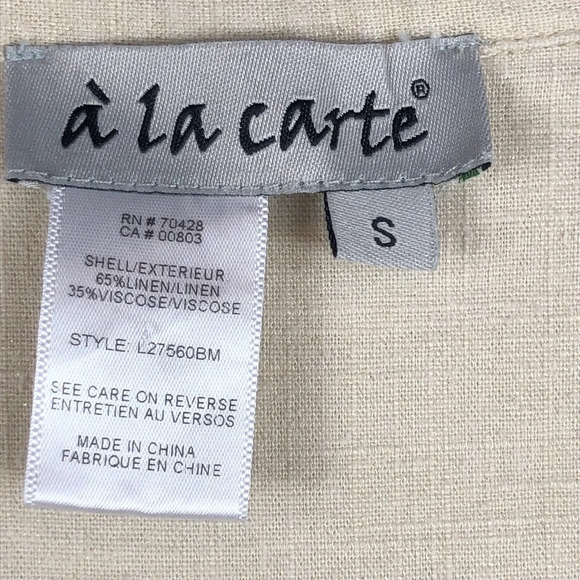 à la carte®
S
RN # 70428
CA # 00803
SHELL/EXTERIEUR
65%LINEN/LINEN
35%VISCOSE/VISCOSE
STYLE: L27560BM
SEE CARE ON REVERSE
ENTRETIEN AU VERSOS
MADE IN CHINA
FABRIQUE EN CHINE